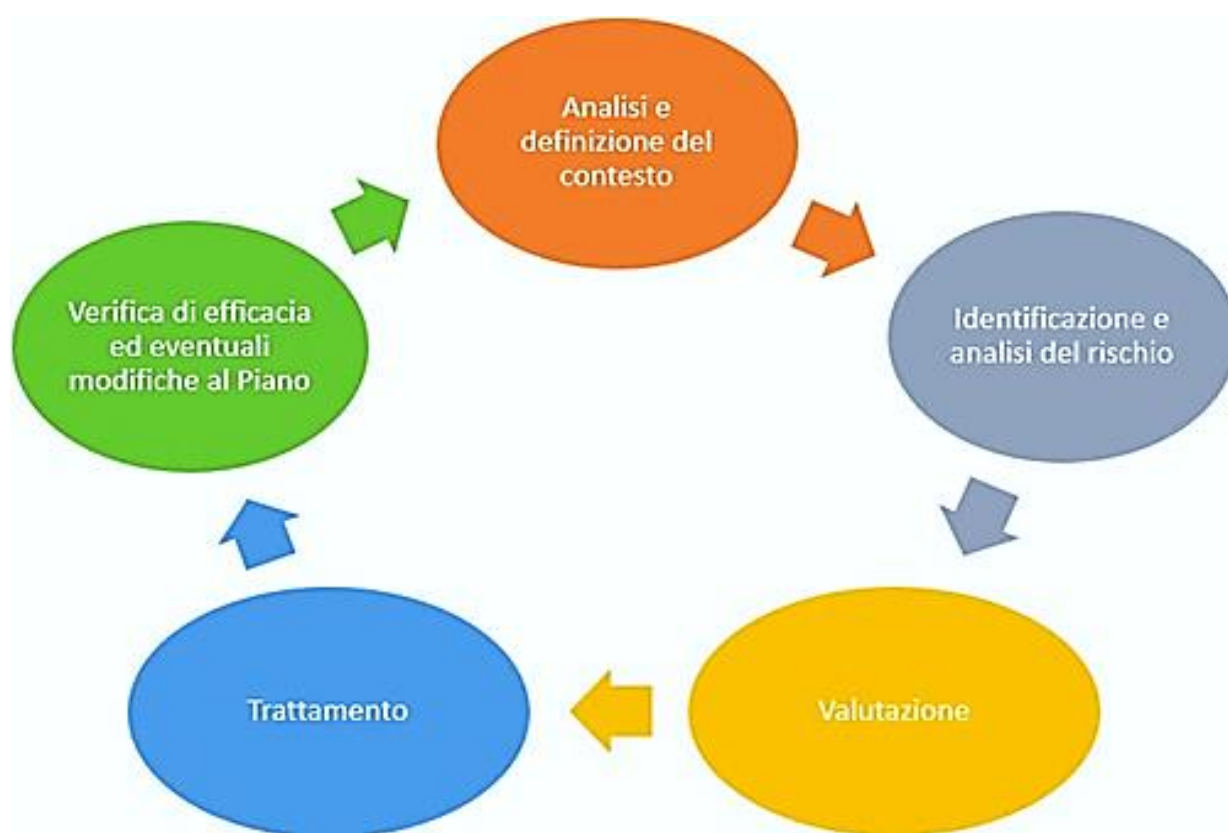 Analisi e
definizione del
contesto
Identificazione e
analisi del rischio
Valutazione
Trattamento
Verifica di efficacia
ed eventuali
modifiche al Piano